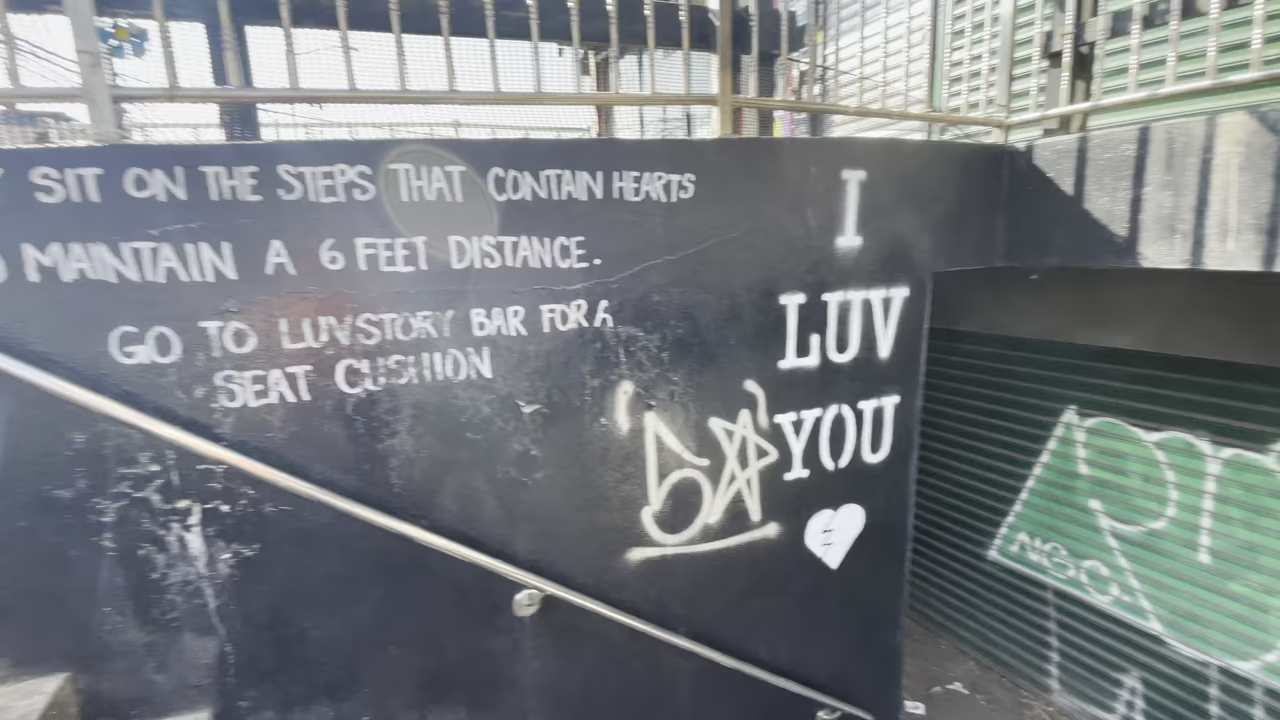 SIT ON THE STEPS THAT CONTAIN HEARTS
MAINTAIN A 6 FEET DISTANCE.
GO TO LUVSTORY BAR FOR A
SEAT CUSHION
I
LUV
YOU
NGO